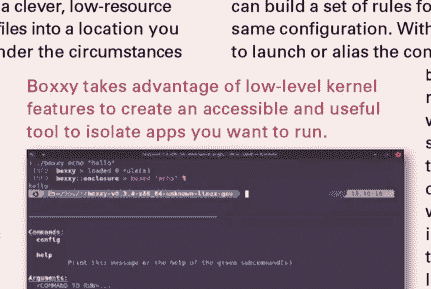 a clever, low-resource
files into a location you
nder the circumstances
can build a set of rules fo
same configuration. With
to launch or alias the con
Boxxy takes advantage of low-level kernel
features to create an accessible and useful
tool to isolate apps you want to run.
› ./boxxy echo "hello"
INFO boxxy > loaded 0 rule(s)
INFO boxxy::enclosure > boxed "echo"
hello
Commands:
config
help
Print this message or the help of the given subcommand(s)
Arguments:
<COMMAND TO RUN>...